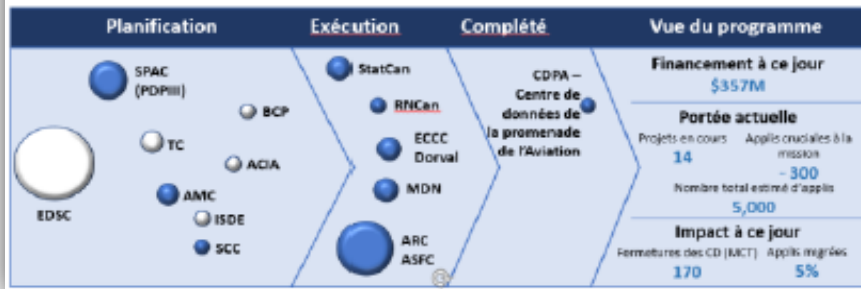 Planification
Exécution
Complété
Vue du programme
SPAC
(PDPIII)
BCP
TC
ACIA
EDSC
AMC
ISDE
SCC
StatCan
RNCan
ECCC
Dorval
MDN
ARC
ASFC
CDPA –
Centre de
données de
la promenade
de l'Aviation
Financement à ce jour
$357M
Portée actuelle
Projets en cours
14
Applis cruciales à la
mission
~ 300
Nombre total estimé d'applis
5,000
Impact à ce jour
Fermetures des CD (MCT)
170
Applis migrées
5%